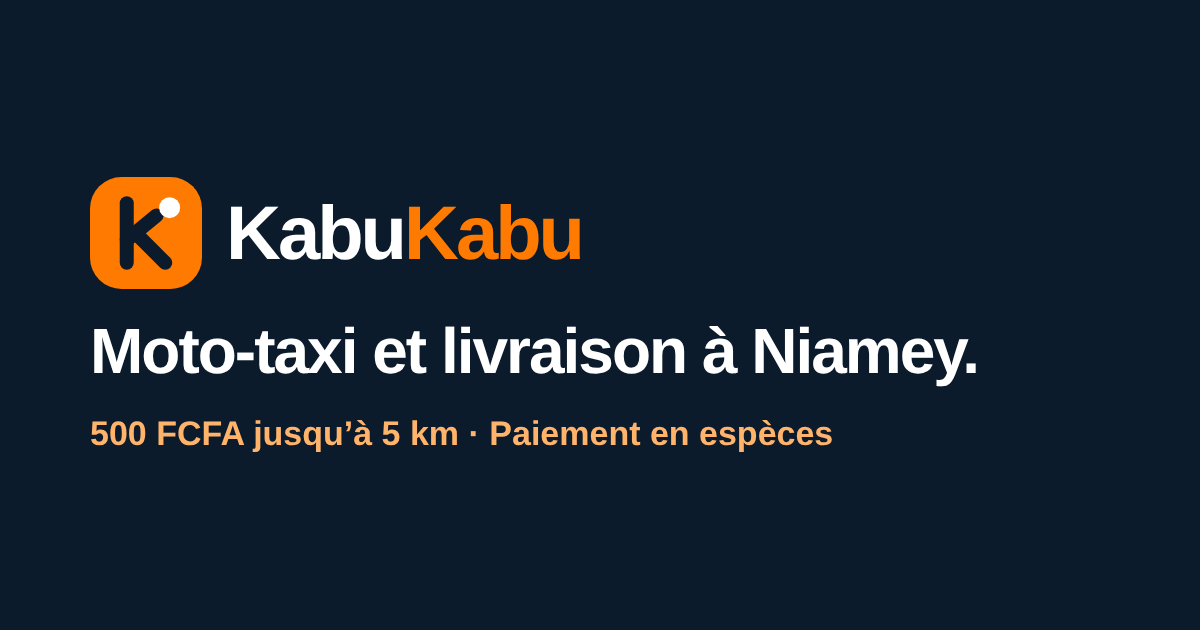 KabuKabu
Moto-taxi et livraison à Niamey.
500 FCFA jusqu’à 5 km · Paiement en espèces